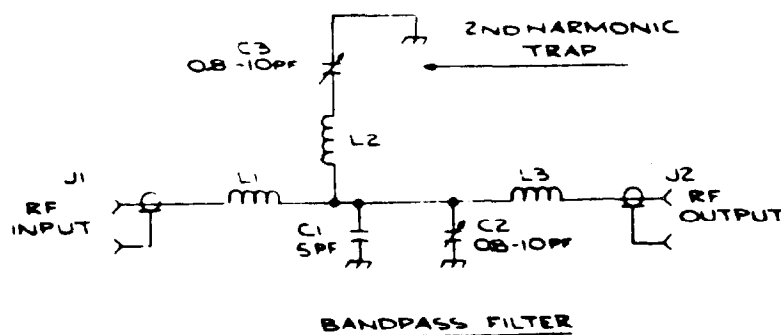 2ND HARMONIC
TRAP
C3
0.8-10PF
L2
J1
L1
L3
J2
RF
INPUT
RF
OUTPUT
C1
5PF
C2
0.8-10PF
BANDPASS FILTER